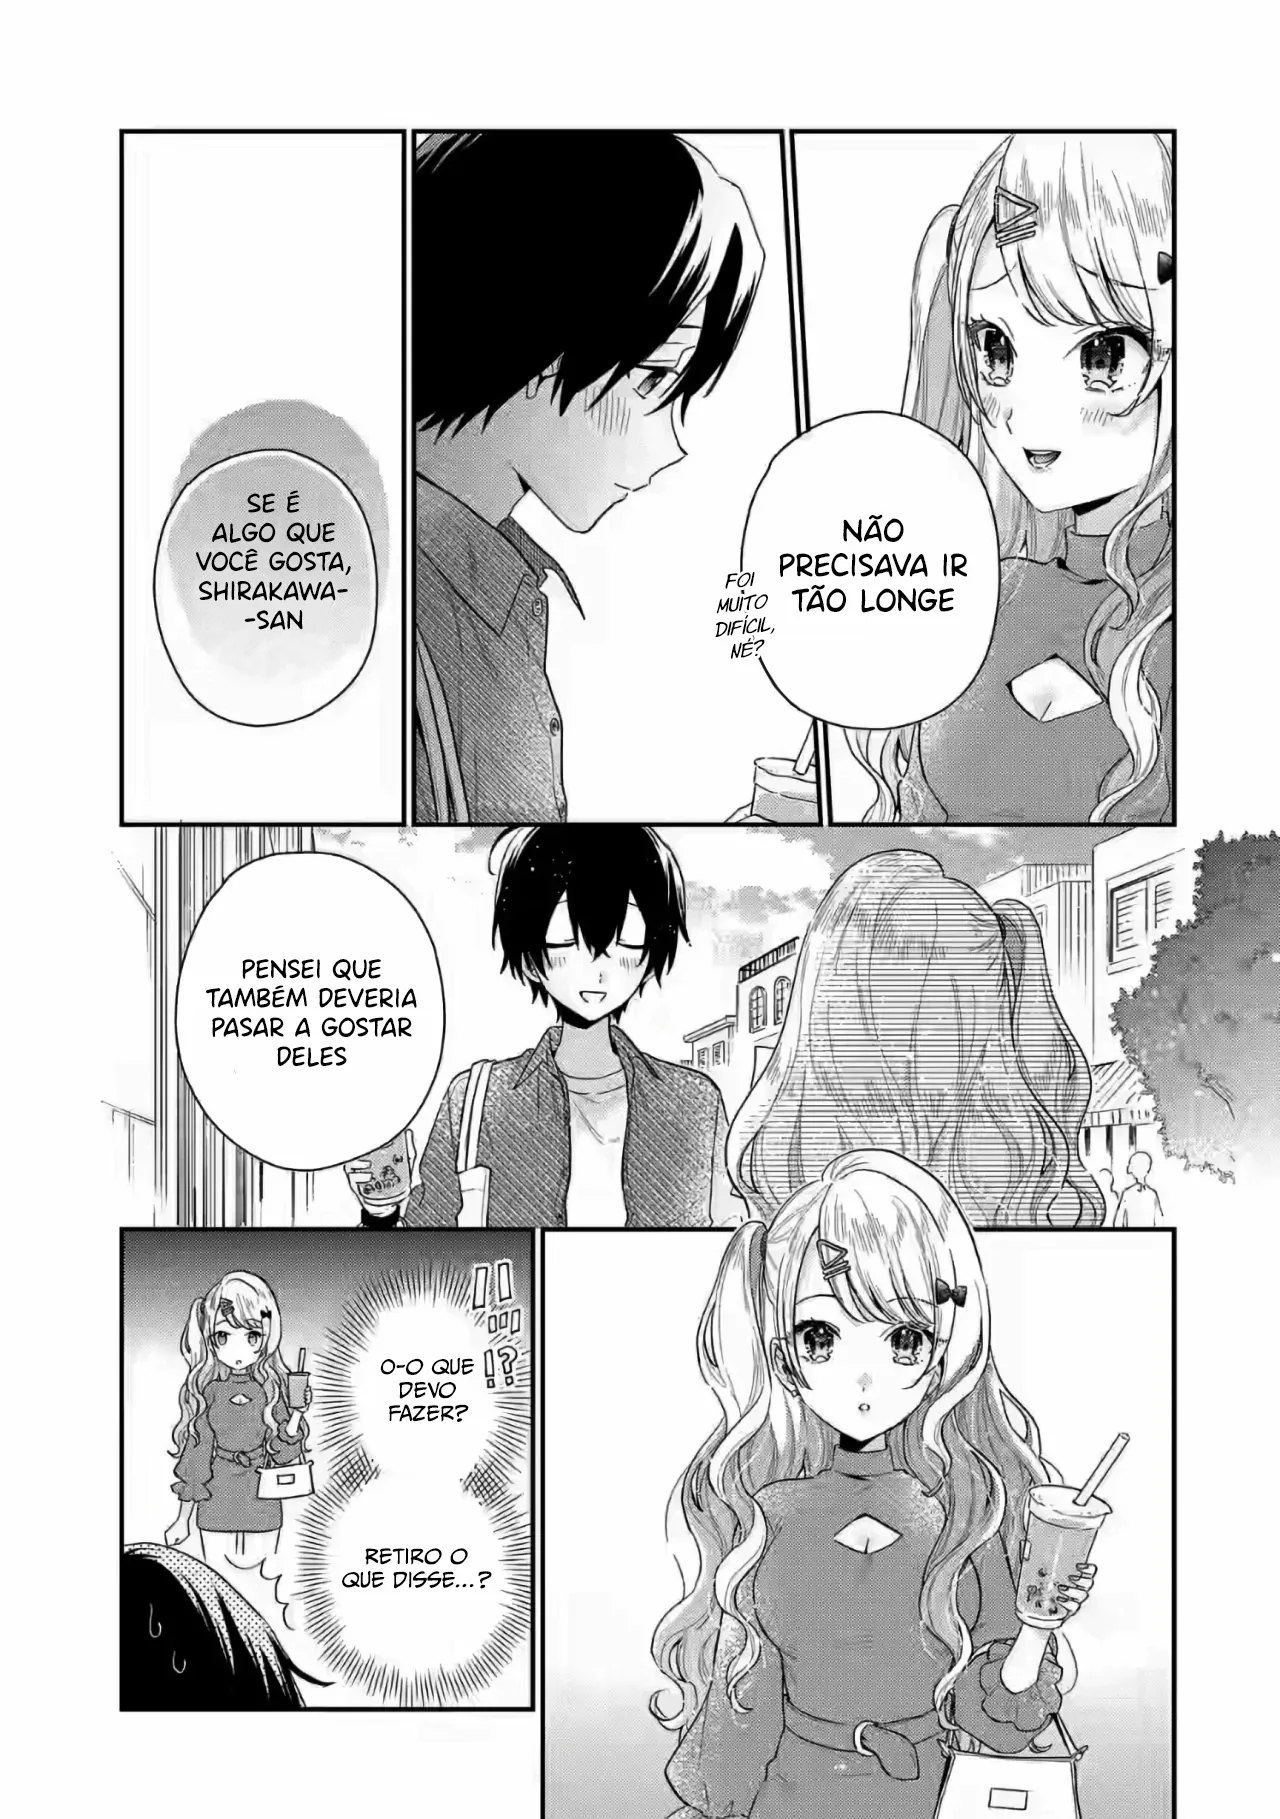 NÃO
PRECISAVA IR
TÃO LONGE
FOI
MUITO
DIFÍCIL,
NÉ?
SE É
ALGO QUE
VOCÊ GOSTA,
SHIRAKAWA-
-SAN
PENSEI QUE
TAMBÉM DEVERIA
PASSAR A GOSTAR
DELES
!?
O-O QUE
DEVO
FAZER?
RETIRO O
QUE DISSE...?